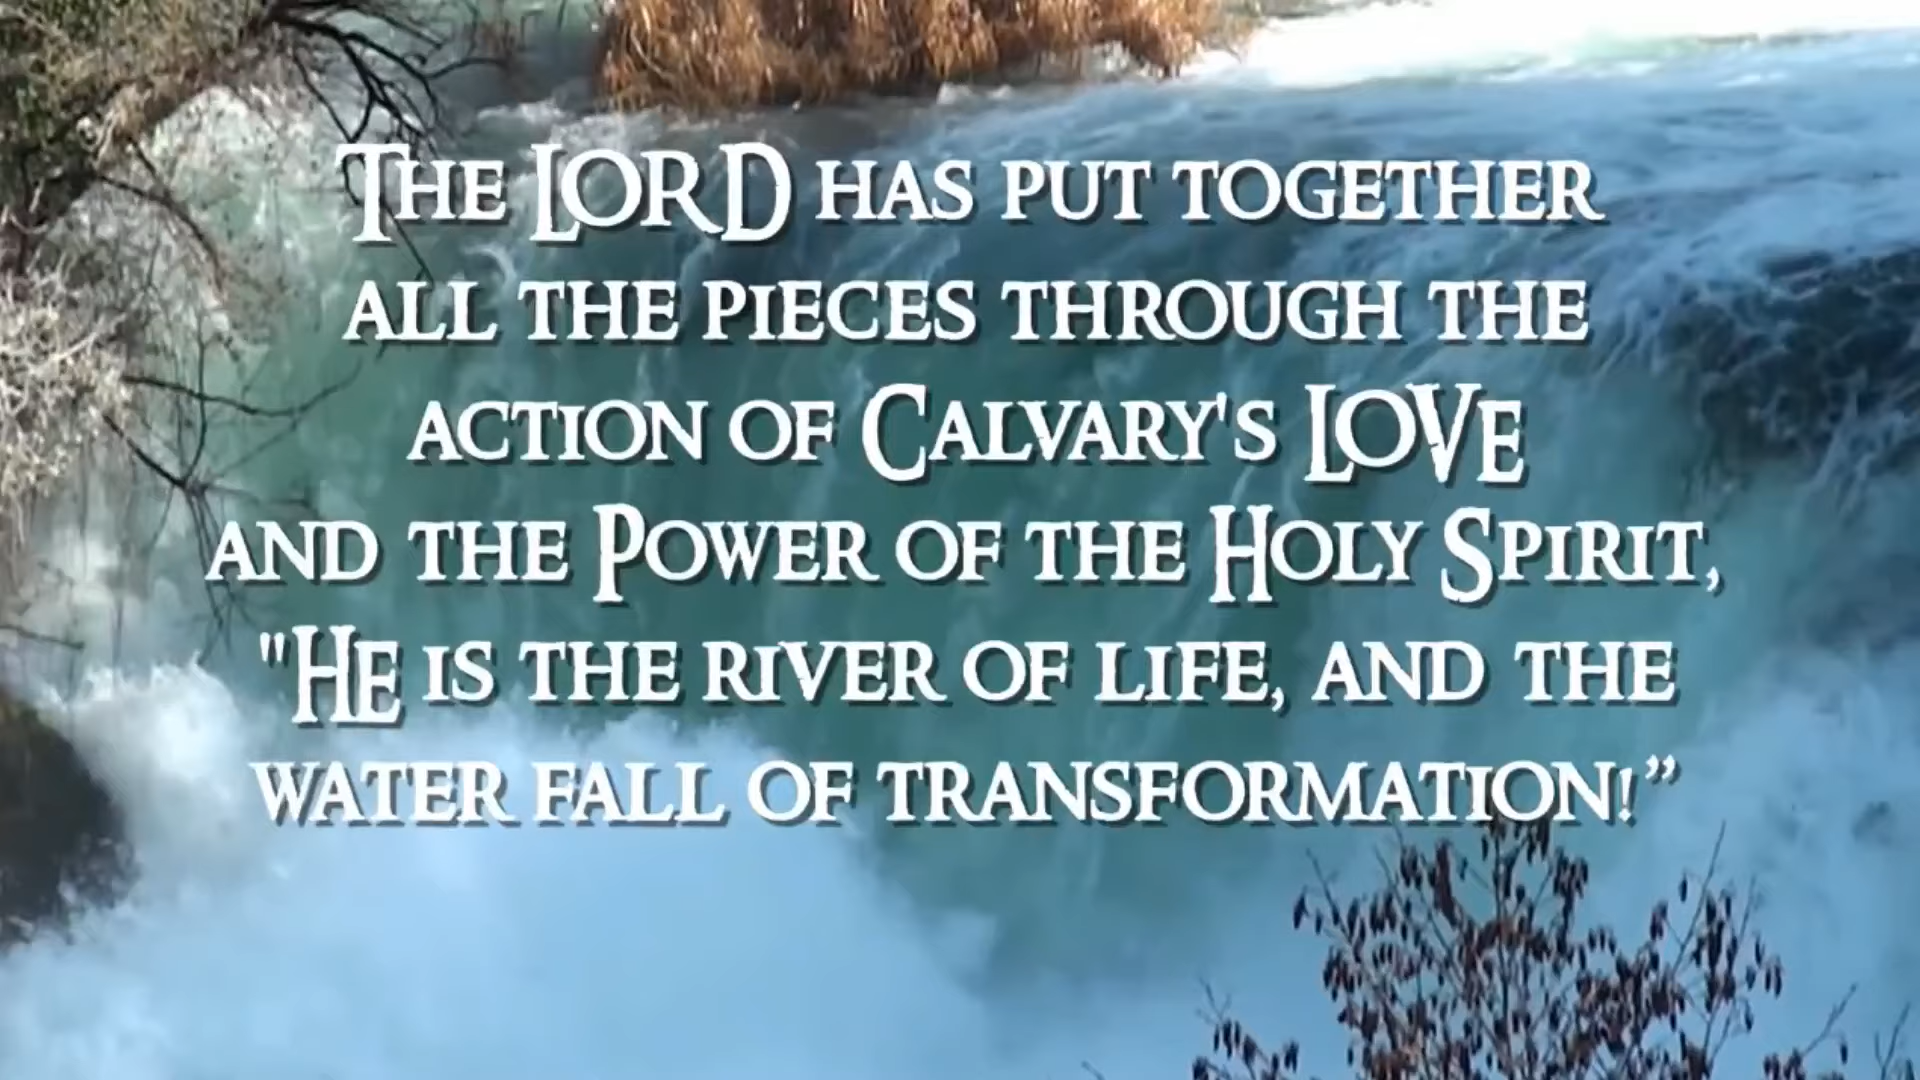 The LORD has put together
all the pieces through the
action of Calvary's LOVE
and the Power of the Holy Spirit,
"He is the river of life, and the
water fall of transformation!”